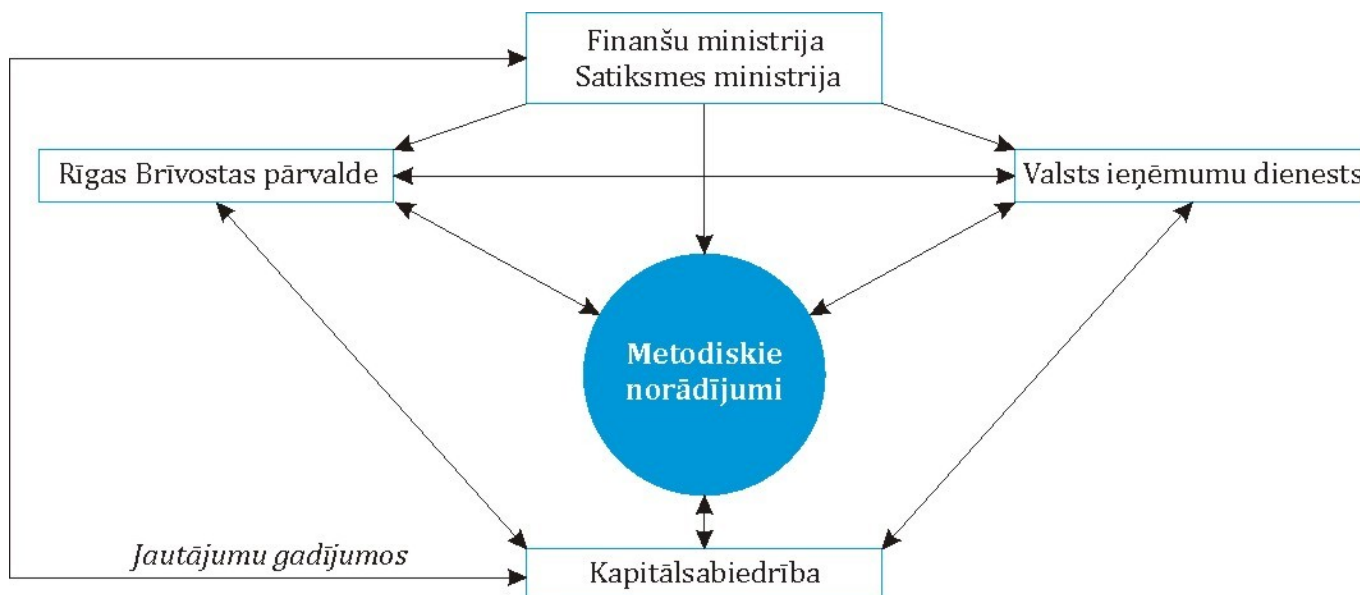 Finanšu ministrija
Satiksmes ministrija
Rīgas Brīvostas pārvalde
Valsts ieņēmumu dienests
Metodiskie
norādījumi
Jautājumu gadījumos
Kapitālsabiedrība